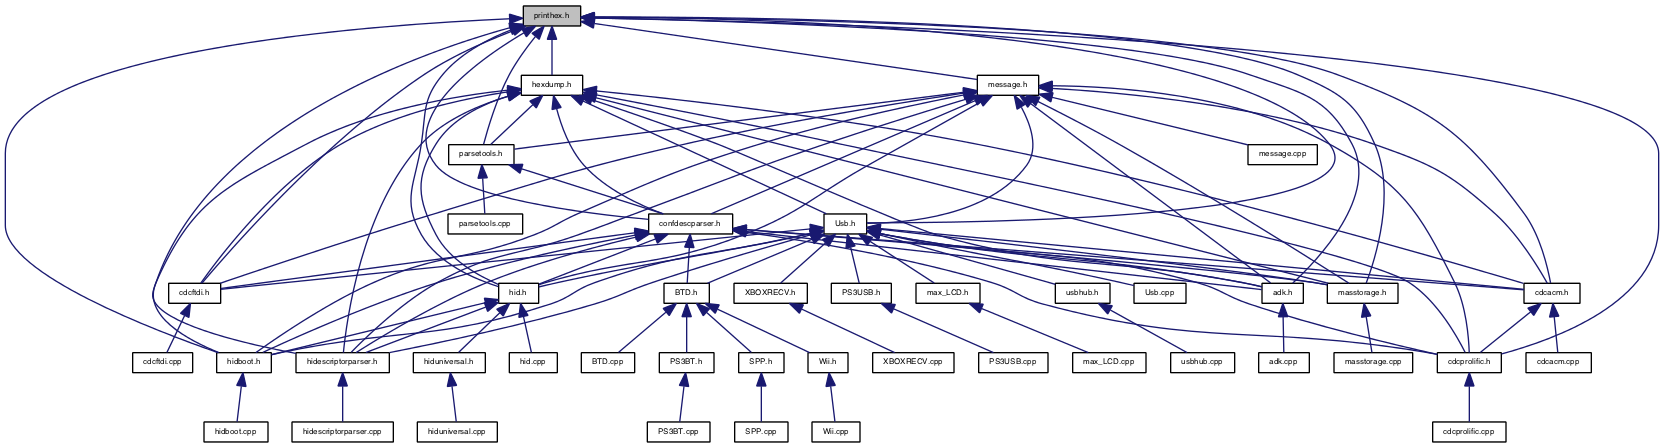 printhex.h
hexdump.h
message.h
parsetools.h
message.cpp
parsetools.cpp
confdescparser.h
Usb.h
cdcftdi.h
hid.h
BTD.h
XBOXRECV.h
PS3USB.h
max_LCD.h
usbhub.h
Usb.cpp
adk.h
masstorage.h
cdcacm.h
cdcftdi.cpp
hidboot.h
hidescriptorparser.h
hiduniversal.h
hid.cpp
BTD.cpp
PS3BT.h
SPP.h
Wii.h
XBOXRECV.cpp
PS3USB.cpp
max_LCD.cpp
usbhub.cpp
adk.cpp
masstorage.cpp
cdcprolific.h
cdcacm.cpp
hidboot.cpp
hidescriptorparser.cpp
hiduniversal.cpp
PS3BT.cpp
SPP.cpp
Wii.cpp
cdcprolific.cpp